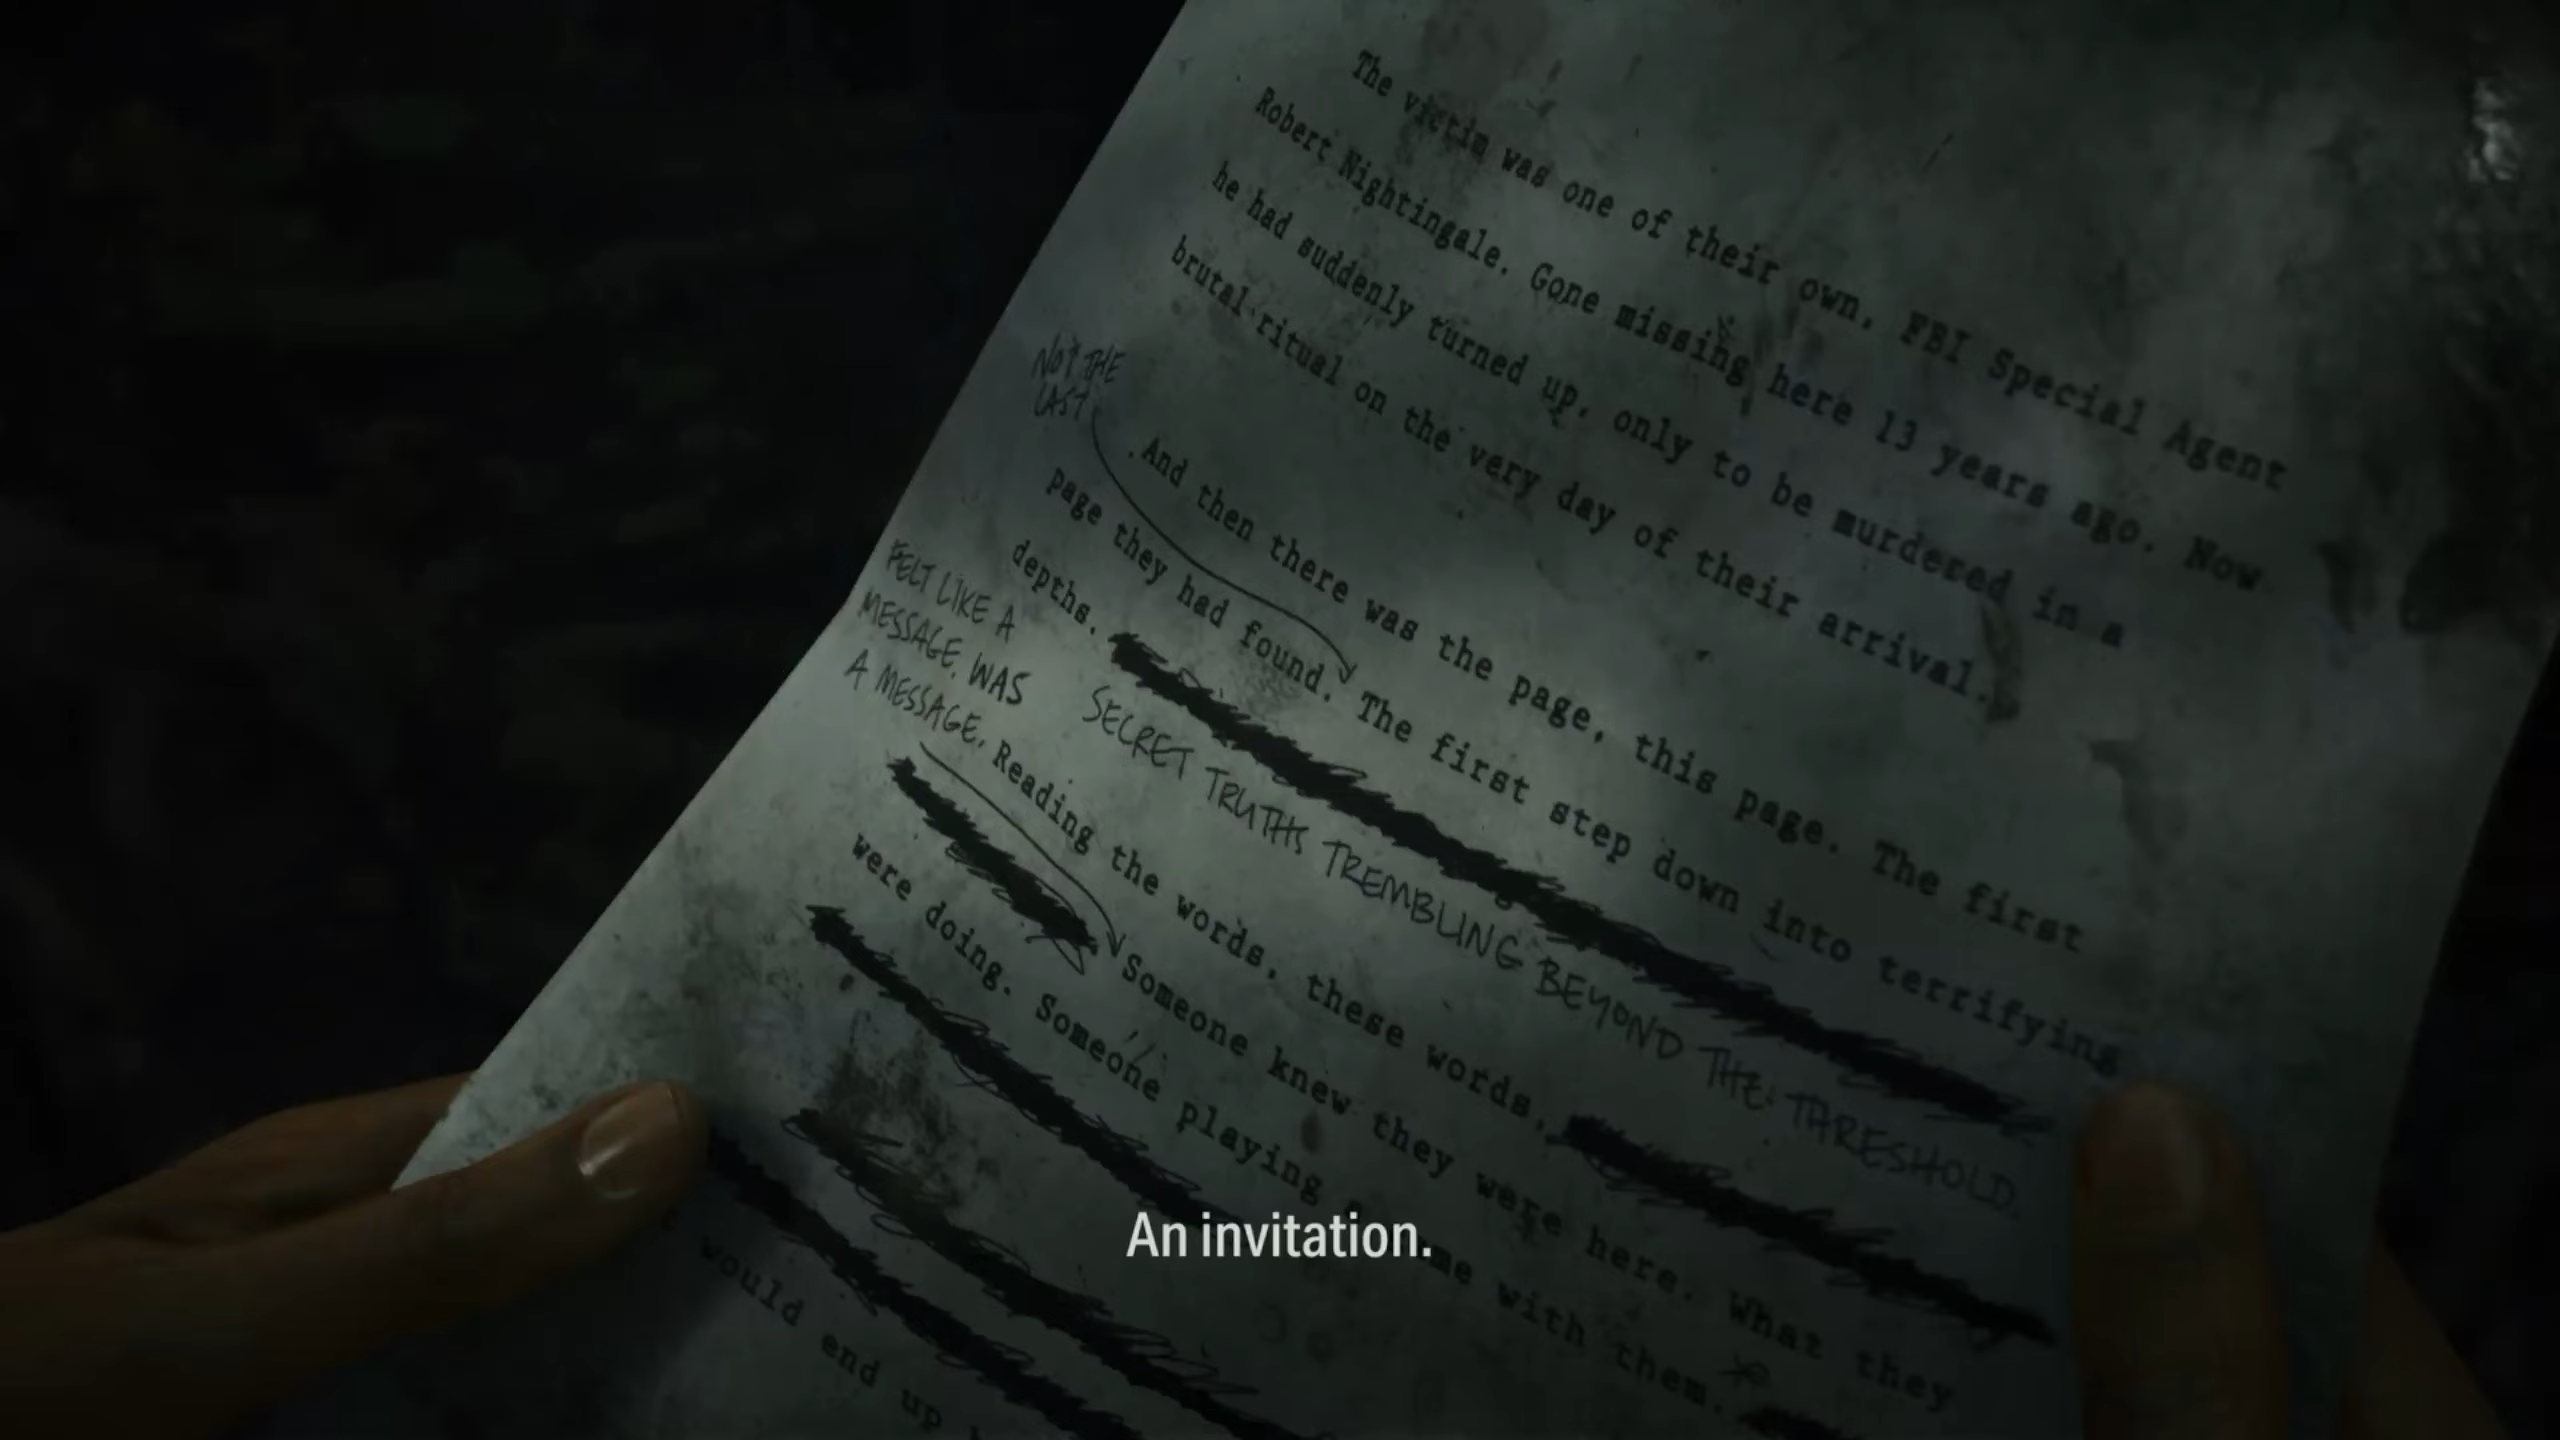 The victim was one of their own, FBI Special Agent
Robert Nightingale. Gone missing here 13 years ago. Now
he had suddenly turned up, only to be murdered in a
brutal ritual on the very day of their arrival.
NOT THE
LAST
And then there was the page, this page. The first
page they had found. The first step down into terrifying
depths.
SECRET TRUTHS TREMBLING BEYOND THE THRESHOLD.
FELT LIKE A
MESSAGE. WAS
A MESSAGE.
Reading the words, these words,
Someone knew they were here. What they
were doing. Someone playing a game with them.
would end up
An invitation.